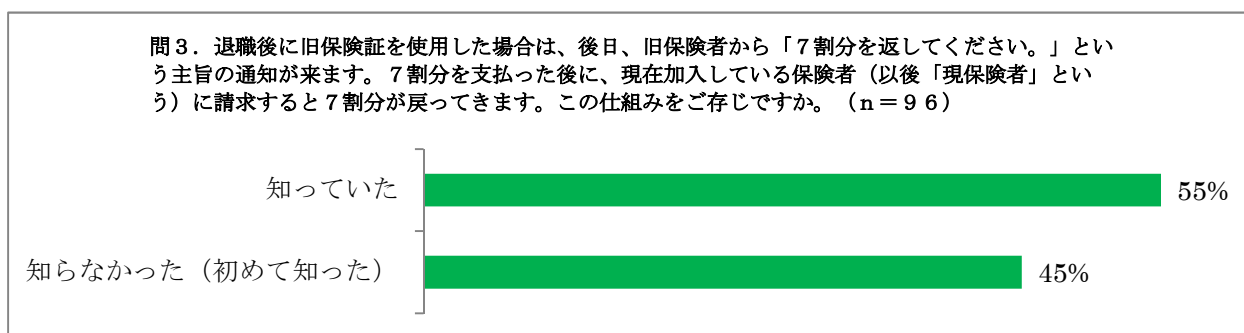 問３．退職後に旧保険証を使用した場合は、後日、旧保険者から「７割分を返してください。」とい
う主旨の通知が来ます。７割分を支払った後に、現在加入している保険者（以後「現保険者」とい
う）に請求すると７割分が戻ってきます。この仕組みをご存じですか。（ｎ＝９６）
知っていた 55%
知らなかった（初めて知った） 45%